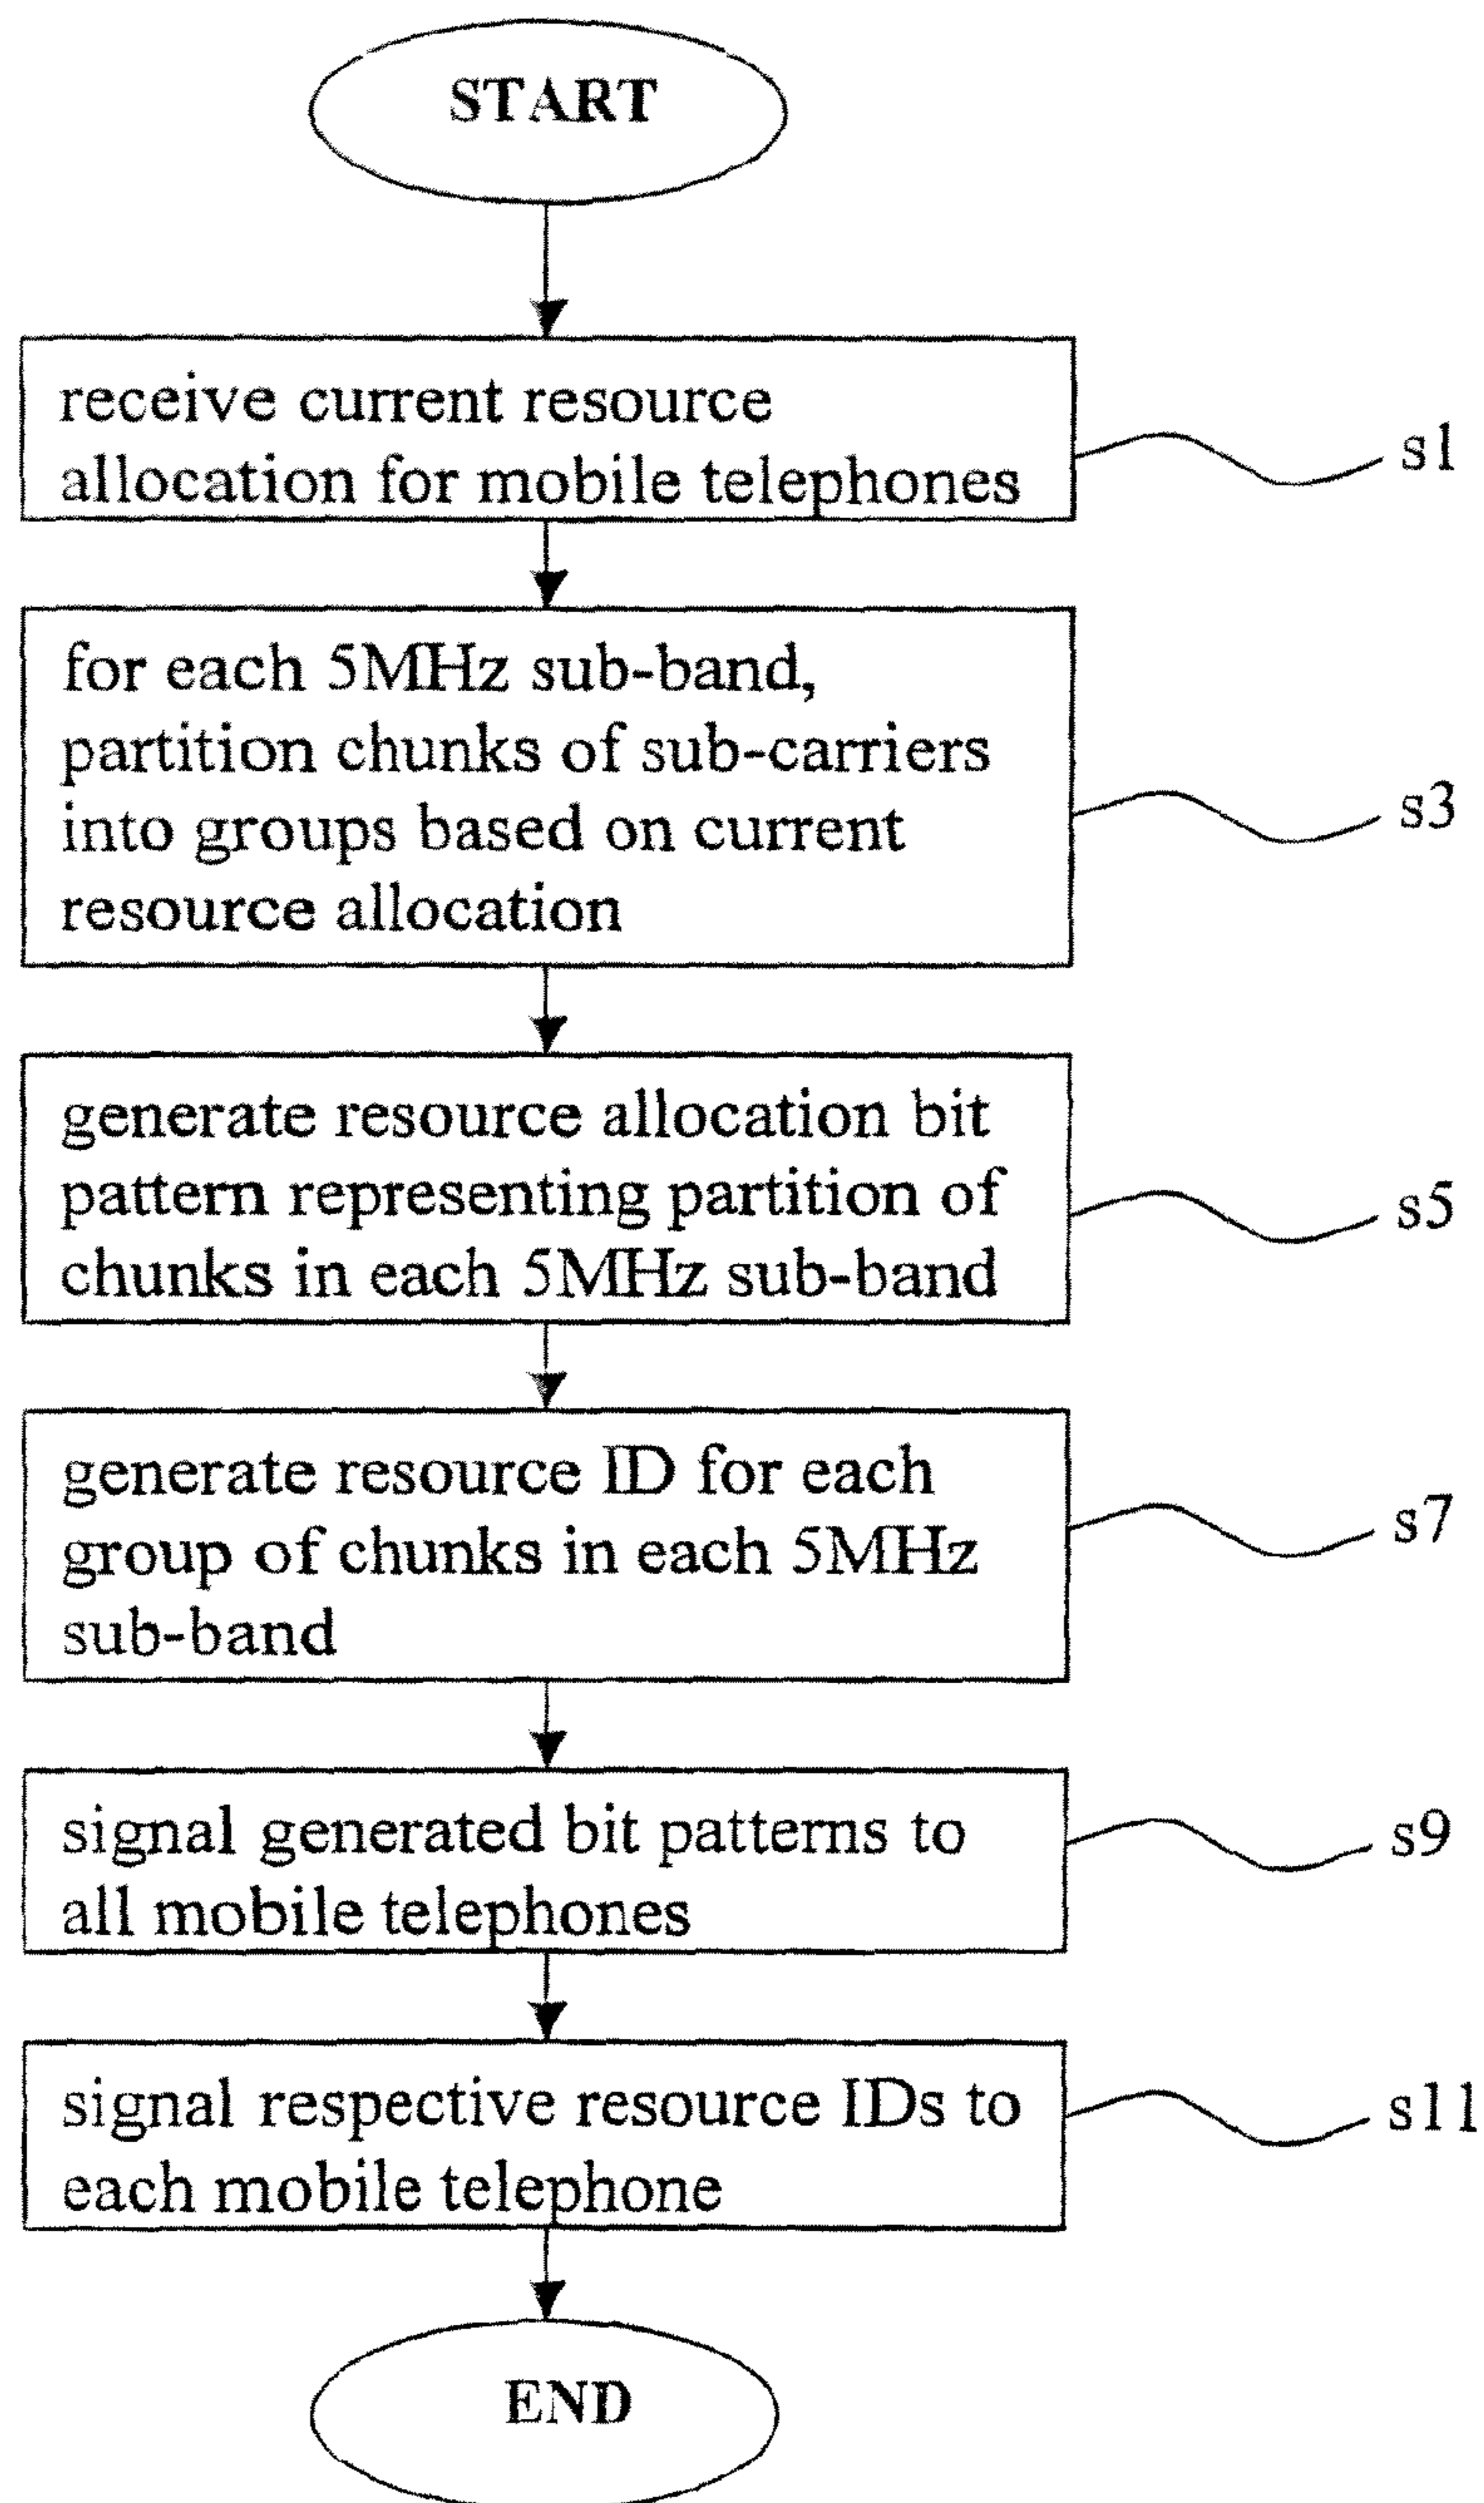 START
receive current resource
allocation for mobile telephones
s1
for each 5MHz sub-band,
partition chunks of sub-carriers
into groups based on current
resource allocation
s3
generate resource allocation bit
pattern representing partition of
chunks in each 5MHz sub-band
s5
generate resource ID for each
group of chunks in each 5MHz
sub-band
s7
signal generated bit patterns to
all mobile telephones
s9
signal respective resource IDs to
each mobile telephone
s11
END